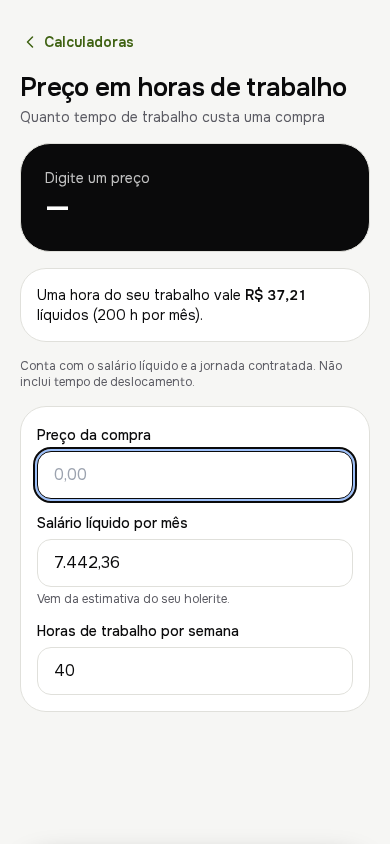 Calculadoras
Preço em horas de trabalho
Quanto tempo de trabalho custa uma compra
Digite um preço
—
Uma hora do seu trabalho vale R$ 37,21
líquidos (200 h por mês).
Conta com o salário líquido e a jornada contratada. Não
inclui tempo de deslocamento.
Preço da compra
0,00
Salário líquido por mês
7.442,36
Vem da estimativa do seu holerite.
Horas de trabalho por semana
40